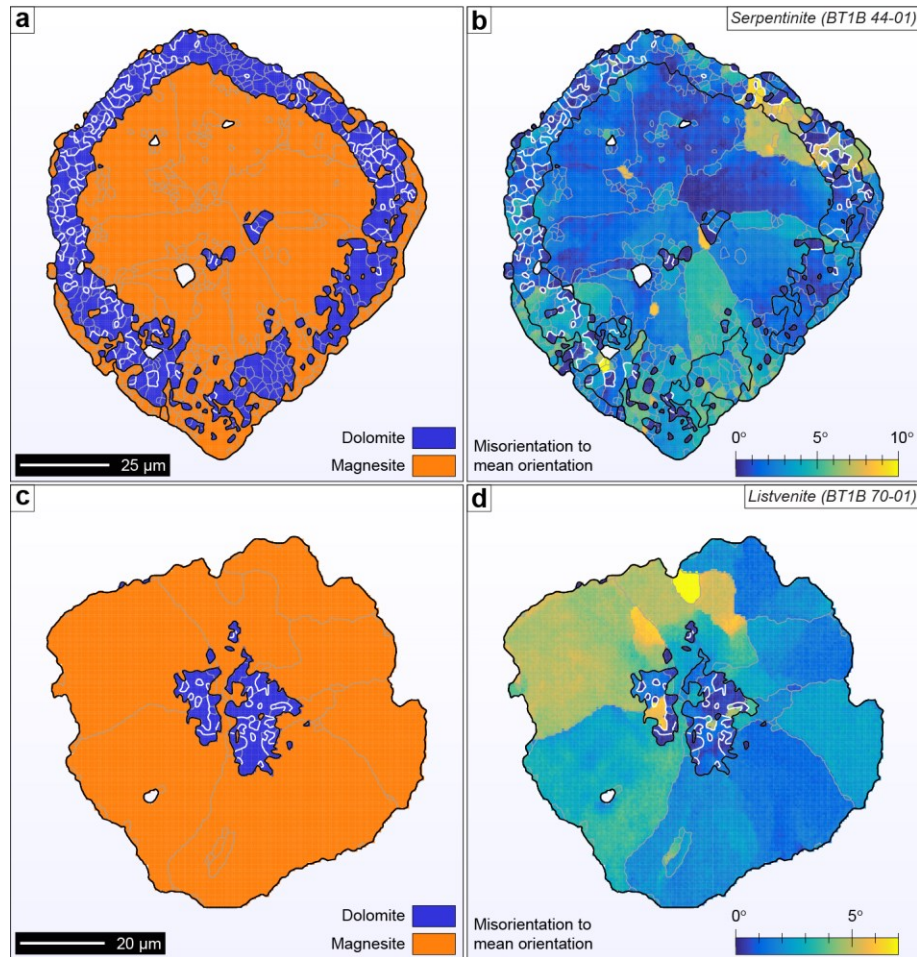 a
b
Serpentinite (BT1B 44-01)
Dolomite
Magnesite
25 µm
Misorientation to
mean orientation
0° 5° 10°
c
d
Listvenite (BT1B 70-01)
Dolomite
Magnesite
20 µm
Misorientation to
mean orientation
0° 5°